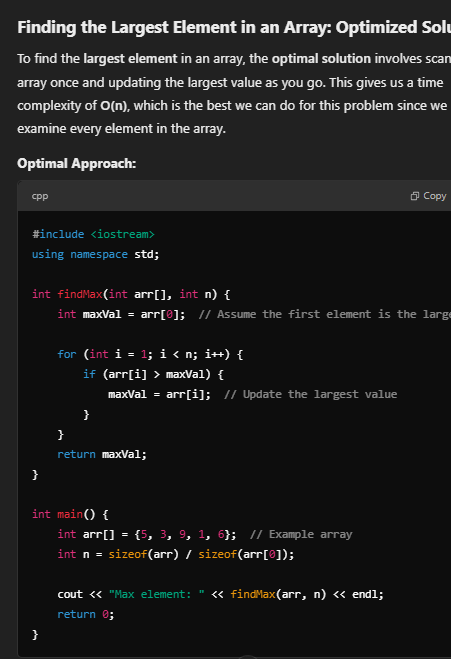 Finding the Largest Element in an Array: Optimized Solu
To find the largest element in an array, the optimal solution involves scan
array once and updating the largest value as you go. This gives us a time
complexity of O(n), which is the best we can do for this problem since we
examine every element in the array.
Optimal Approach:
cpp Copy
#include <iostream>
using namespace std;
int findMax(int arr[], int n) {
    int maxVal = arr[0];  // Assume the first element is the large
    for (int i = 1; i < n; i++) {
        if (arr[i] > maxVal) {
            maxVal = arr[i];  // Update the largest value
        }
    }
    return maxVal;
}
int main() {
    int arr[] = {5, 3, 9, 1, 6};  // Example array
    int n = sizeof(arr) / sizeof(arr[0]);
    cout << "Max element: " << findMax(arr, n) << endl;
    return 0;
}